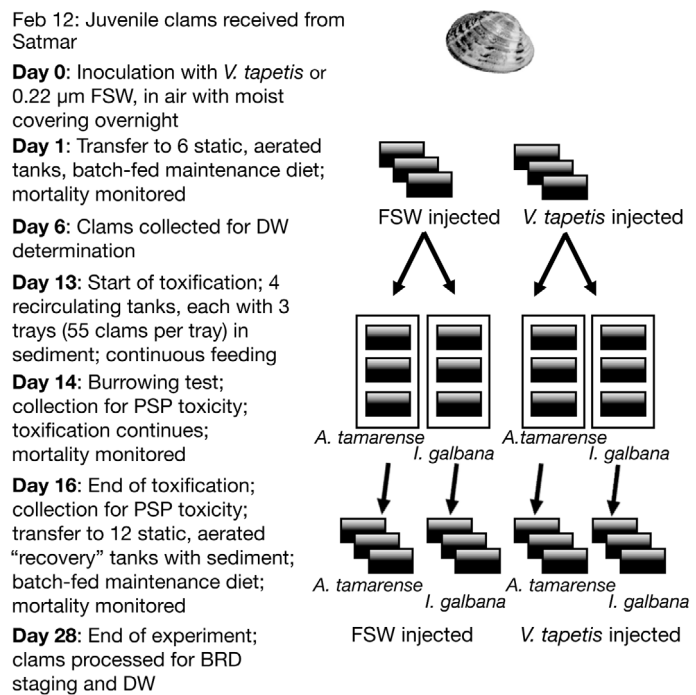 Feb 12: Juvenile clams received from
Satmar
Day 0: Inoculation with V. tapetis or
0.22 µm FSW, in air with moist
covering overnight
Day 1: Transfer to 6 static, aerated
tanks, batch-fed maintenance diet;
mortality monitored
Day 6: Clams collected for DW
determination
Day 13: Start of toxification; 4
recirculating tanks, each with 3
trays (55 clams per tray) in
sediment; continuous feeding
Day 14: Burrowing test;
collection for PSP toxicity;
toxification continues;
mortality monitored
Day 16: End of toxification;
collection for PSP toxicity;
transfer to 12 static, aerated
“recovery” tanks with sediment;
batch-fed maintenance diet;
mortality monitored
Day 28: End of experiment;
clams processed for BRD
staging and DW
FSW injected V. tapetis injected
A. tamarense A.tamarense
I. galbana I. galbana
A. tamarense A. tamarense
I. galbana I. galbana
FSW injected V. tapetis injected